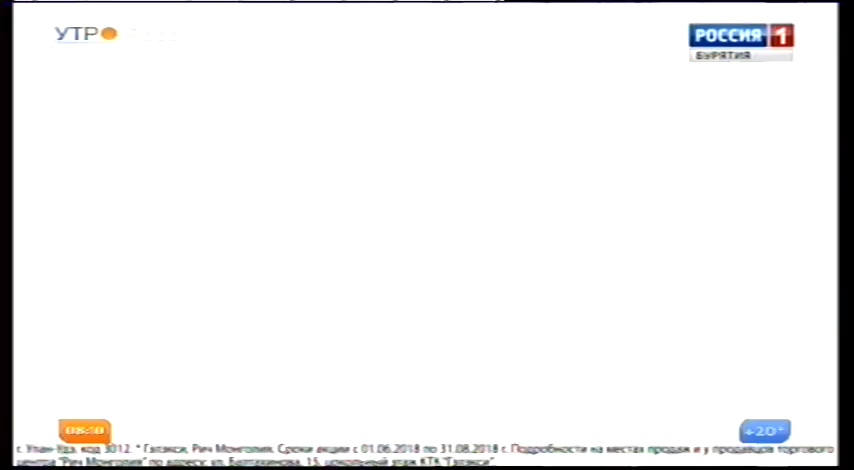 УТРО
РОССИЯ 1
БУРЯТИЯ
08:10
+20°
г. Улан-Удэ, код 3012. * Гэлэкси, Рич Монголия. Сроки акции с 01.06.2018 по 31.08.2018 г. Подробности на местах продаж и у продавцов торгового
центра "Рич Монголия" по адресу: ул. Балтахинова, 15, цокольный этаж КТК "Гэлэкси".